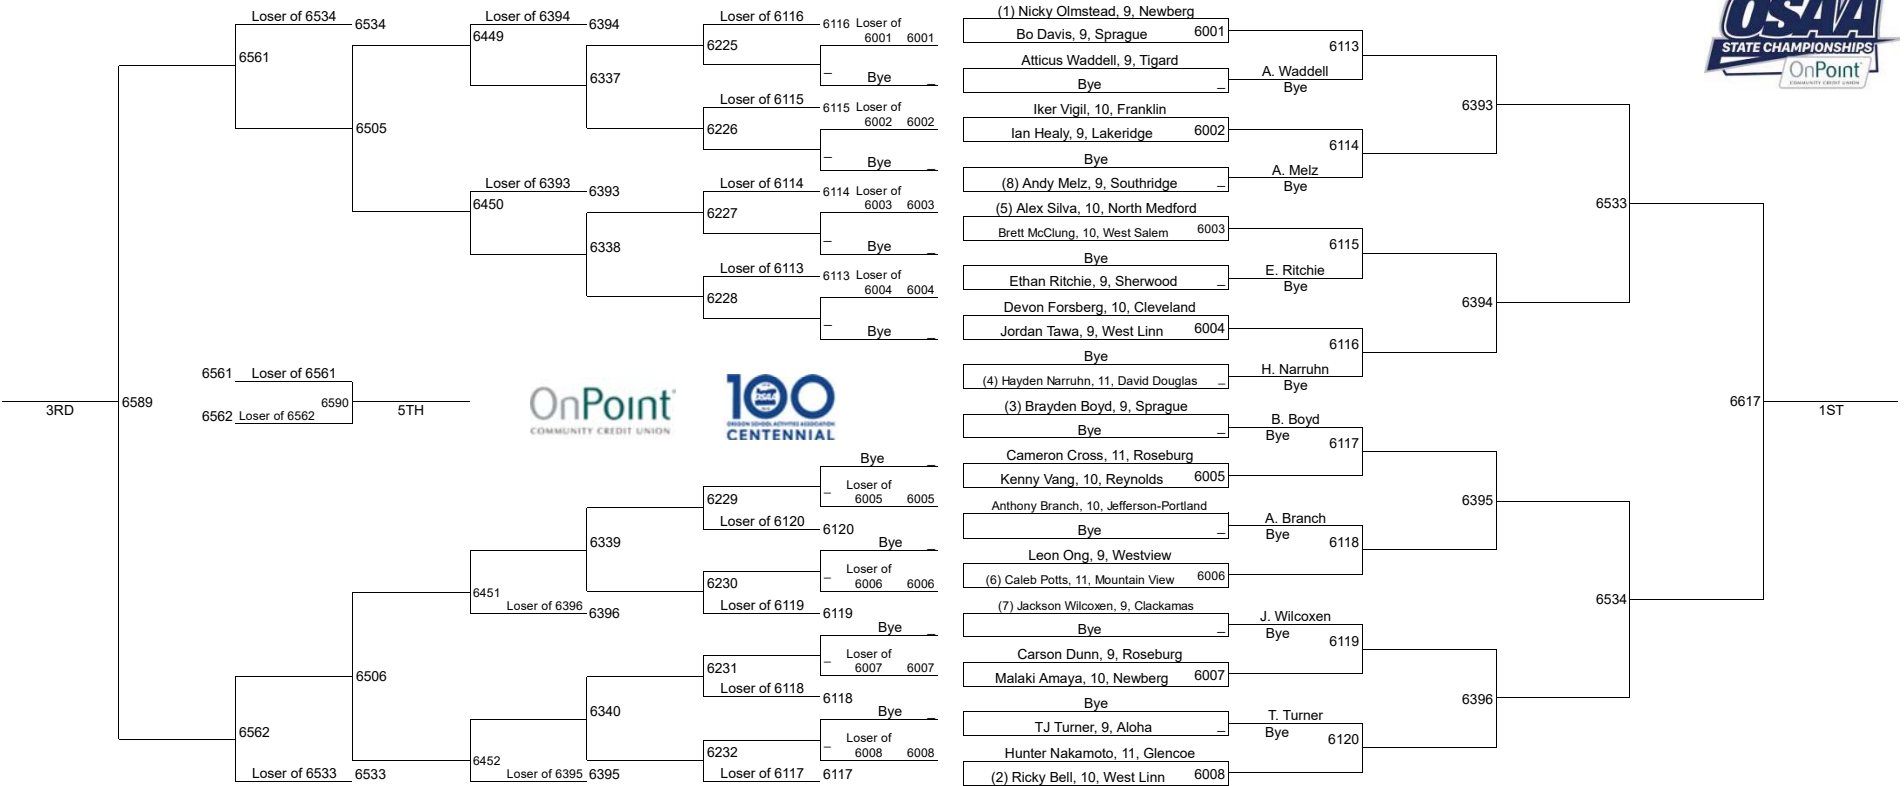 Loser of 6534
6534
6561
Loser of 6394
6394
6449
Loser of 6116
6116 Loser of
6001 6001
6225
_ Bye _
6337
Loser of 6115
6115 Loser of
6002 6002
6226
_ Bye _
6505
Loser of 6393
6393
6450
Loser of 6114
6114 Loser of
6003 6003
6227
_ Bye _
6338
Loser of 6113
6113 Loser of
6004 6004
6228
_ Bye _
6561 Loser of 6561
6590
6562 Loser of 6562
5TH
3RD
6589
OnPoint
COMMUNITY CREDIT UNION
100
OSAA
OREGON SCHOOL ACTIVITIES ASSOCIATION
CENTENNIAL
Bye _
_ Loser of
6005 6005
6229
Loser of 6120
6120
6339
Bye _
_ Loser of
6006 6006
6230
Loser of 6119
6119
6451
Loser of 6396
6396
Bye _
_ Loser of
6007 6007
6231
Loser of 6118
6118
6506
6340
Bye _
_ Loser of
6008 6008
6232
Loser of 6117
6117
6562
6452
Loser of 6395
6395
Loser of 6533
6533
(1) Nicky Olmstead, 9, Newberg
Bo Davis, 9, Sprague 6001
6113
Atticus Waddell, 9, Tigard
Bye _
A. Waddell
Bye
6393
Iker Vigil, 10, Franklin
Ian Healy, 9, Lakeridge 6002
6114
Bye
(8) Andy Melz, 9, Southridge _
A. Melz
Bye
6533
(5) Alex Silva, 10, North Medford
Brett McClung, 10, West Salem 6003
6115
Bye
Ethan Ritchie, 9, Sherwood _
E. Ritchie
Bye
6394
Devon Forsberg, 10, Cleveland
Jordan Tawa, 9, West Linn 6004
6116
Bye
(4) Hayden Narruhn, 11, David Douglas _
H. Narruhn
Bye
6617
1ST
(3) Brayden Boyd, 9, Sprague
Bye _
B. Boyd
Bye
6117
Cameron Cross, 11, Roseburg
Kenny Vang, 10, Reynolds 6005
6395
Anthony Branch, 10, Jefferson-Portland
Bye _
A. Branch
Bye
6118
Leon Ong, 9, Westview
(6) Caleb Potts, 11, Mountain View 6006
6534
(7) Jackson Wilcoxen, 9, Clackamas
Bye _
J. Wilcoxen
Bye
6119
Carson Dunn, 9, Roseburg
Malaki Amaya, 10, Newberg 6007
6396
Bye
TJ Turner, 9, Aloha _
T. Turner
Bye
6120
Hunter Nakamoto, 11, Glencoe
(2) Ricky Bell, 10, West Linn 6008
OSAA
STATE CHAMPIONSHIPS
OnPoint
COMMUNITY CREDIT UNION